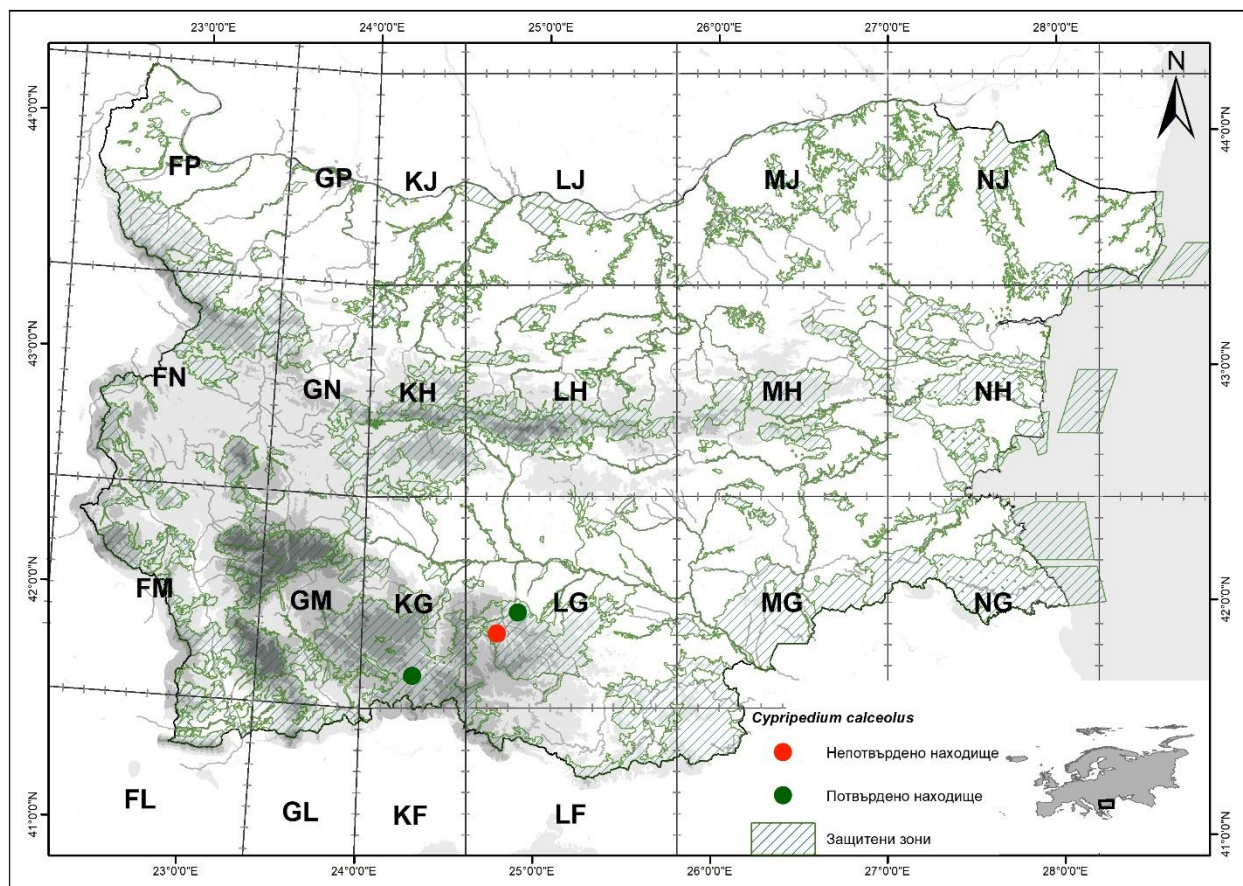 23°0'0"E 24°0'0"E 25°0'0"E 26°0'0"E 27°0'0"E 28°0'0"E
N
44°0'0"N 44°0'0"N
FP GP KJ LJ MJ NJ
43°0'0"N 43°0'0"N
FN GN KH LH MH NH
42°0'0"N 42°0'0"N
FM GM KG LG MG NG
Cypripedium calceolus
Непотвърдено находище
Потвърдено находище
Защитени зони
FL GL KF LF
41°0'0"N 41°0'0"N
23°0'0"E 24°0'0"E 25°0'0"E 26°0'0"E 27°0'0"E 28°0'0"E